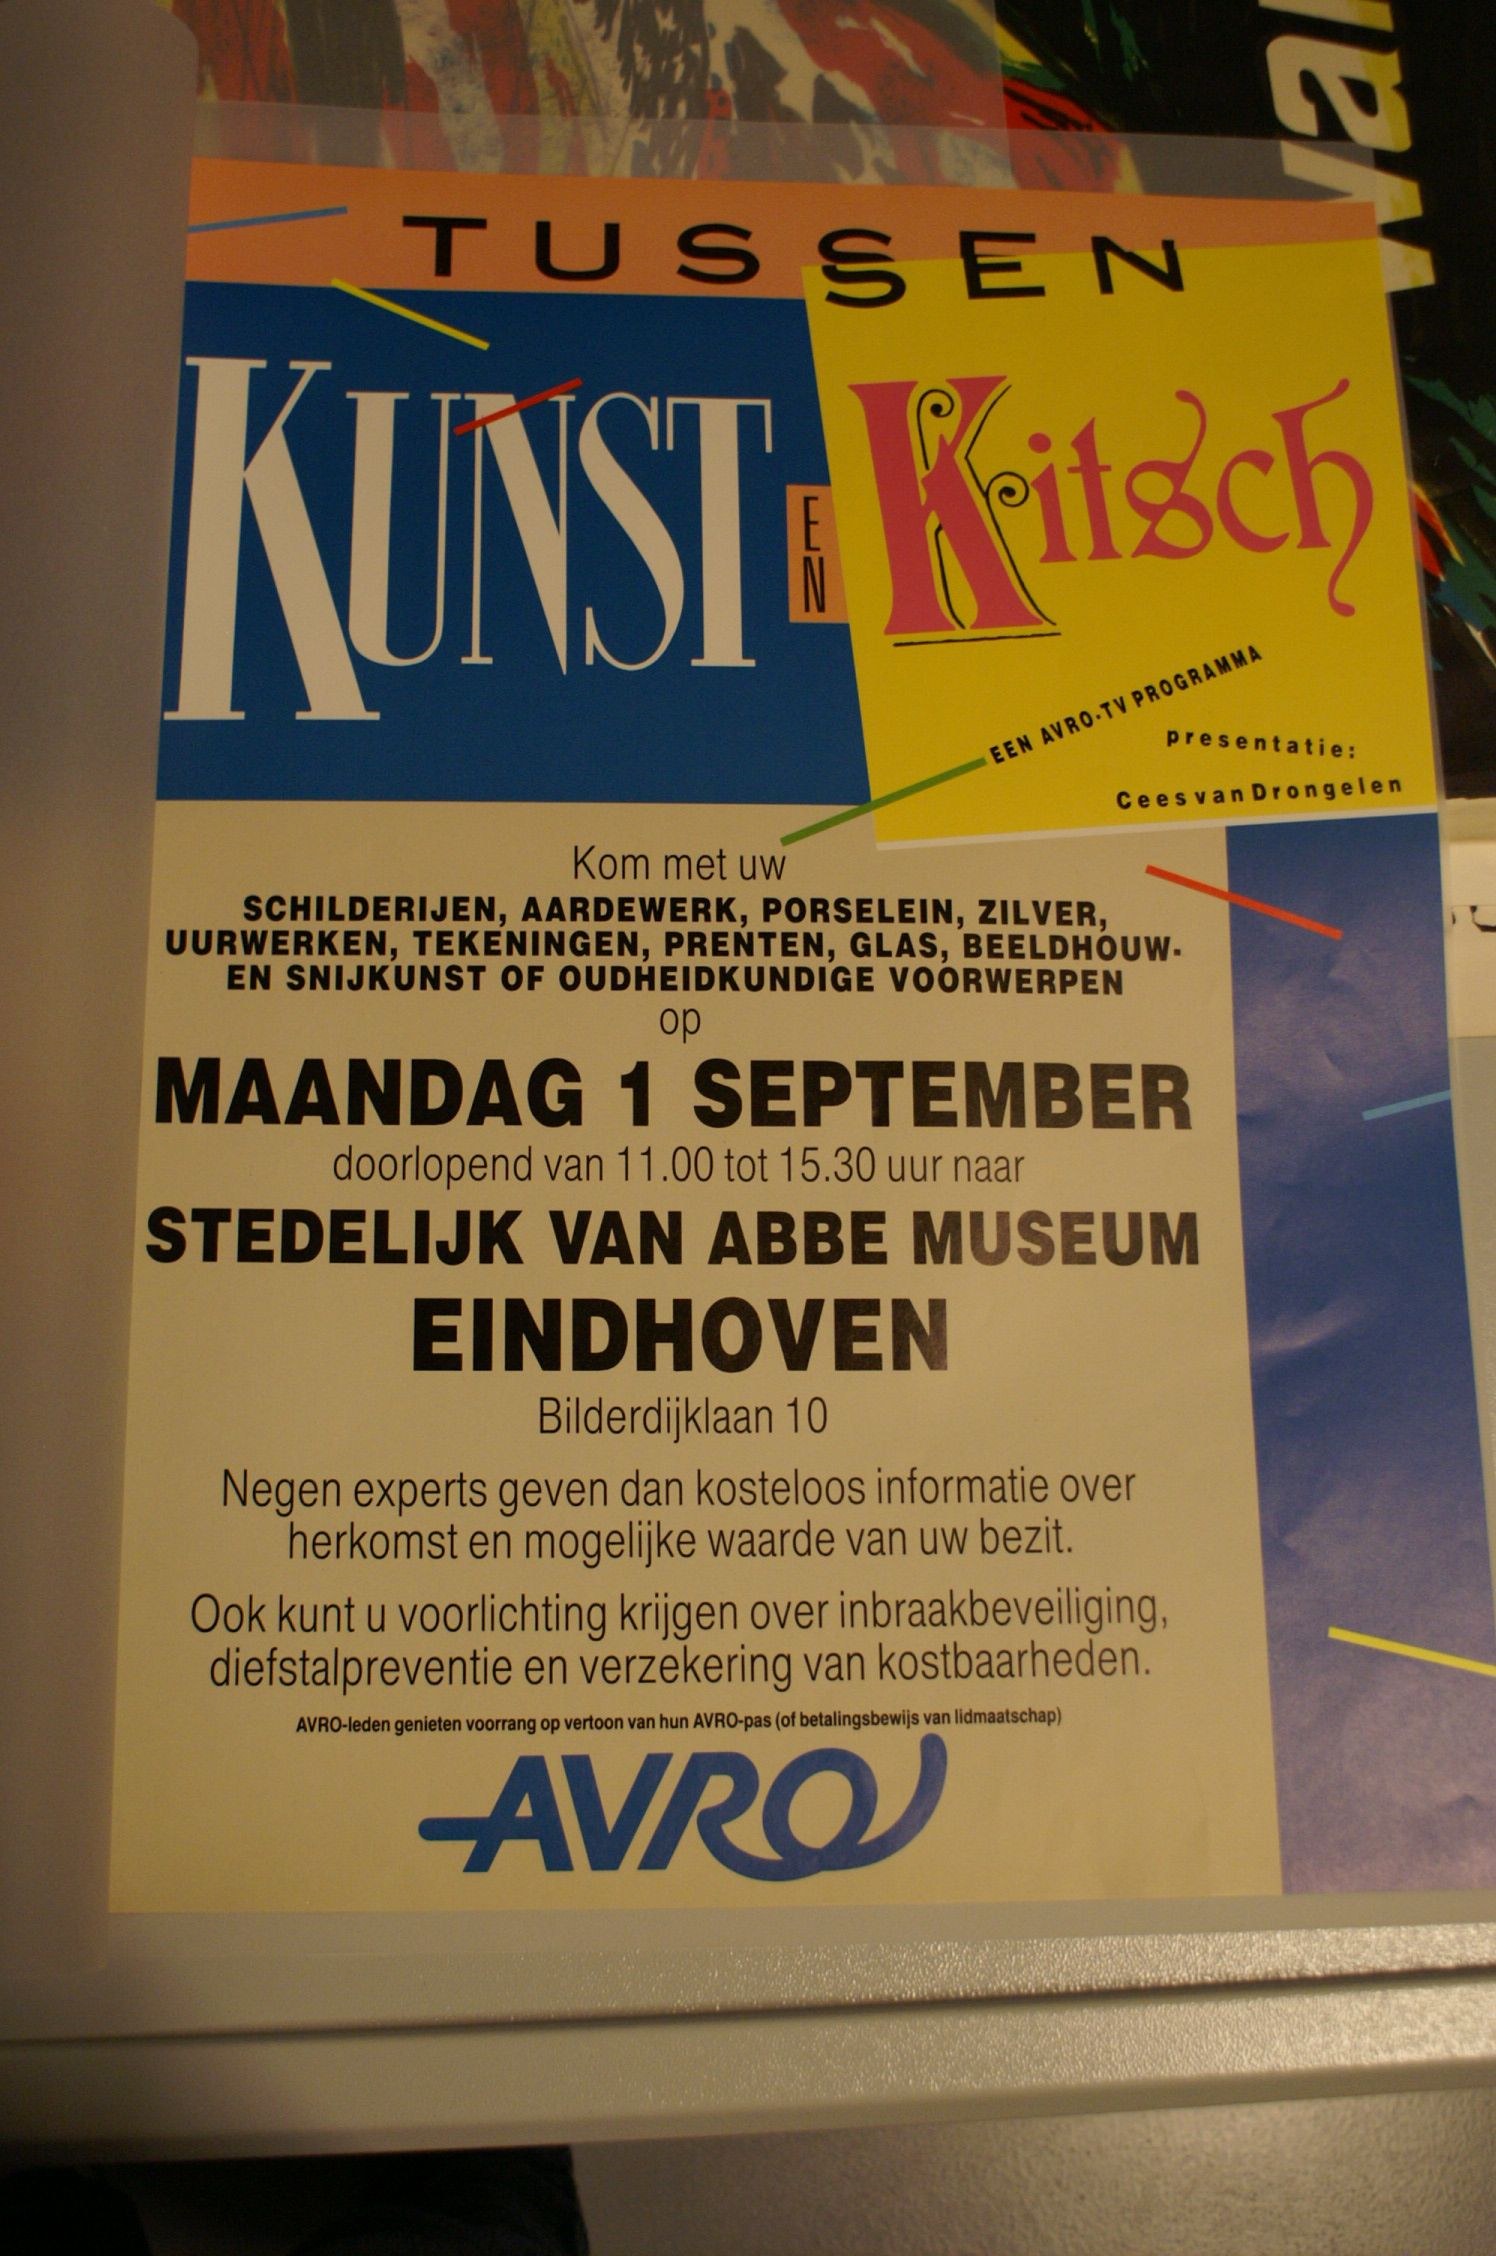 wa
TUSSEN
KUNST
EN
Kitsch
EEN AVRO-TV PROGRAMMA
presentatie:
Cees van Drongelen
Kom met uw
SCHILDERIJEN, AARDEWERK, PORSELEIN, ZILVER,
UURWERKEN, TEKENINGEN, PRENTEN, GLAS, BEELDHOUW-
EN SNIJKUNST OF OUDHEIDKUNDIGE VOORWERPEN
op
MAANDAG 1 SEPTEMBER
doorlopend van 11.00 tot 15.30 uur naar
STEDELIJK VAN ABBE MUSEUM
EINDHOVEN
Bilderdijklaan 10
Negen experts geven dan kosteloos informatie over
herkomst en mogelijke waarde van uw bezit.
Ook kunt u voorlichting krijgen over inbraakbeveiliging,
diefstalpreventie en verzekering van kostbaarheden.
AVRO-leden genieten voorrang op vertoon van hun AVRO-pas (of betalingsbewijs van lidmaatschap)
AVRO